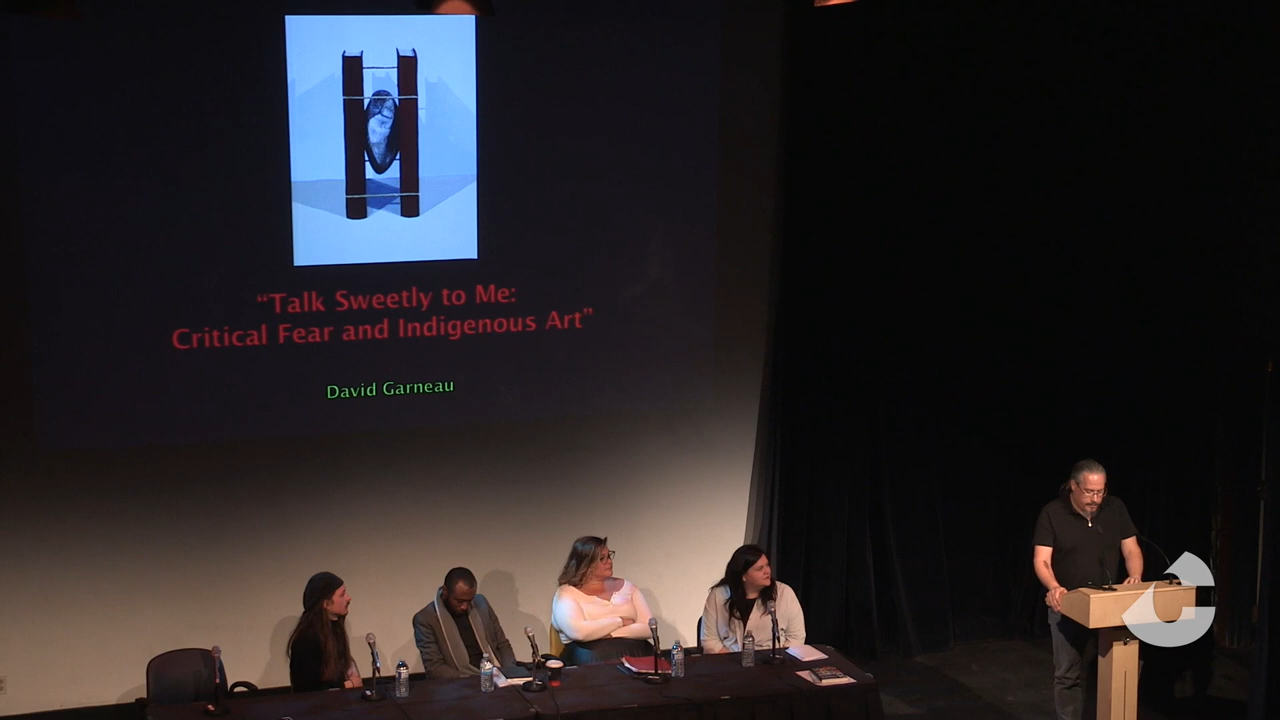 “Talk Sweetly to Me:
Critical Fear and Indigenous Art”
David Garneau